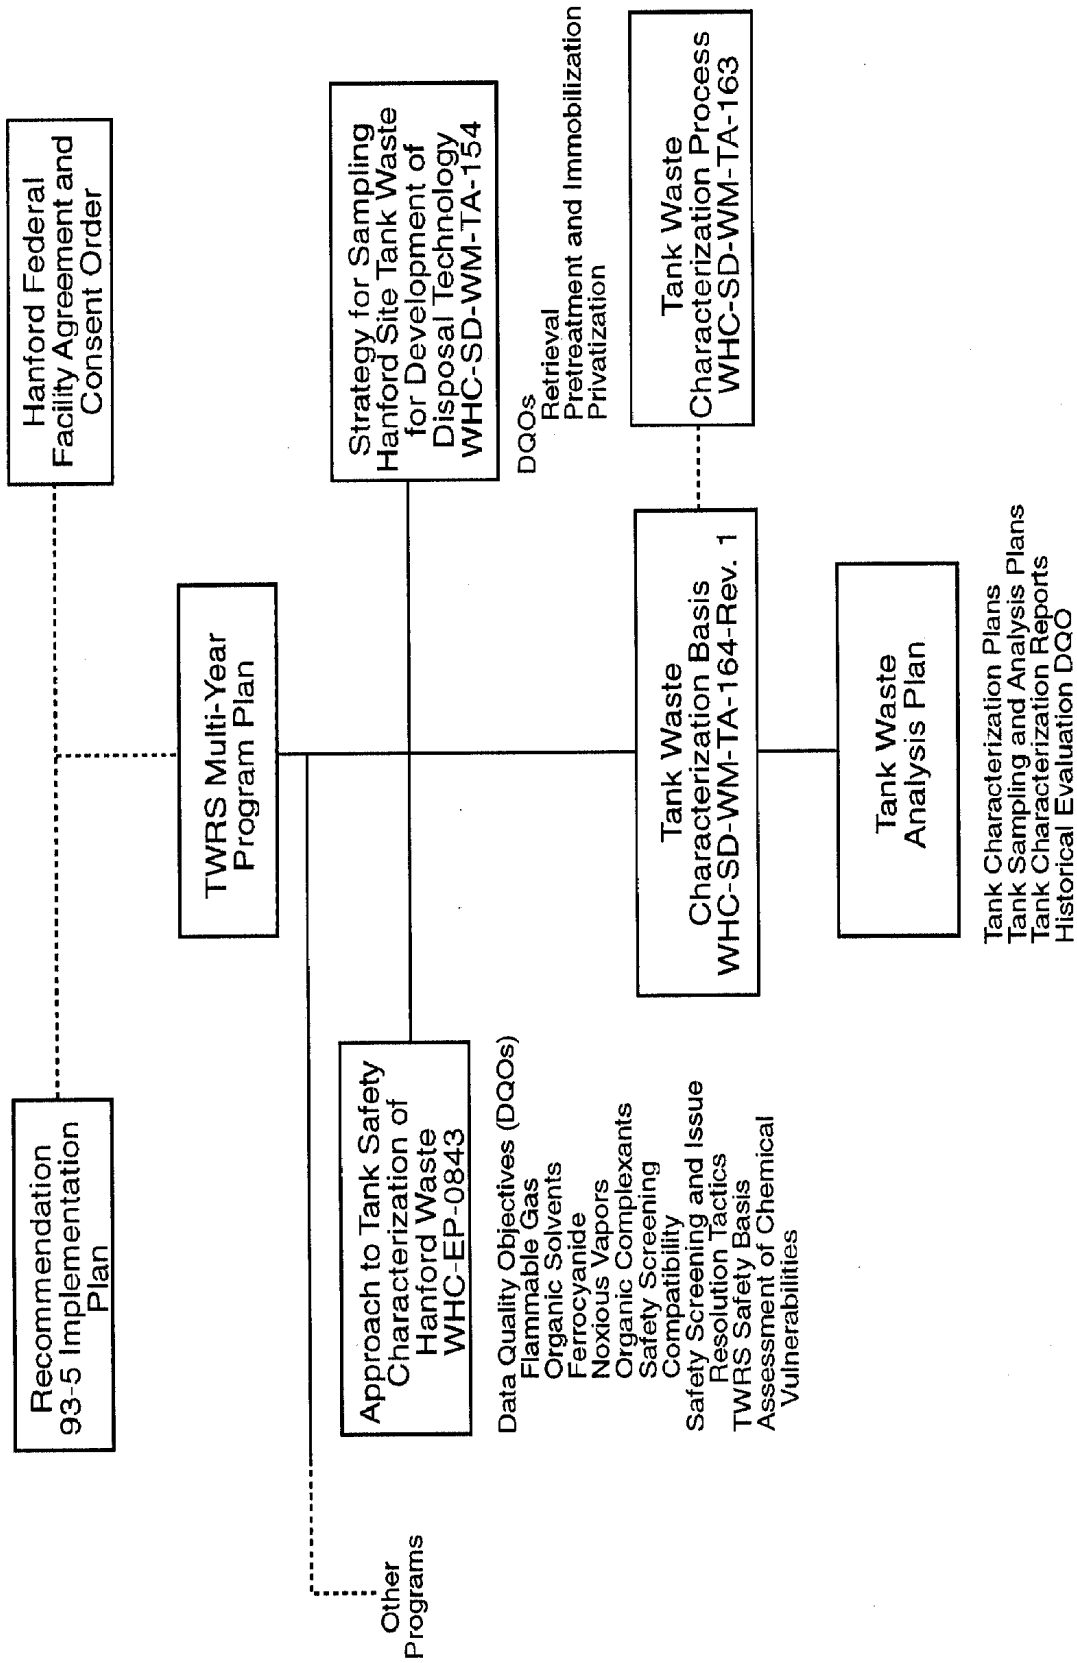 Recommendation
93-5 Implementation
Plan
Hanford Federal
Facility Agreement and
Consent Order
TWRS Multi-Year
Program Plan
Other
Programs
Approach to Tank Safety
Characterization of
Hanford Waste
WHC-EP-0843
Data Quality Objectives (DQOs)
Flammable Gas
Organic Solvents
Ferrocyanide
Noxious Vapors
Organic Complexants
Safety Screening
Compatibility
Safety Screening and Issue
Resolution Tactics
TWRS Safety Basis
Assessment of Chemical
Vulnerabilities
Strategy for Sampling
Hanford Site Tank Waste
for Development of
Disposal Technology
WHC-SD-WM-TA-154
DQOs
Retrieval
Pretreatment and Immobilization
Privatization
Tank Waste
Characterization Basis
WHC-SD-WM-TA-164-Rev. 1
Tank Waste
Characterization Process
WHC-SD-WM-TA-163
Tank Waste
Analysis Plan
Tank Characterization Plans
Tank Sampling and Analysis Plans
Tank Characterization Reports
Historical Evaluation DQO